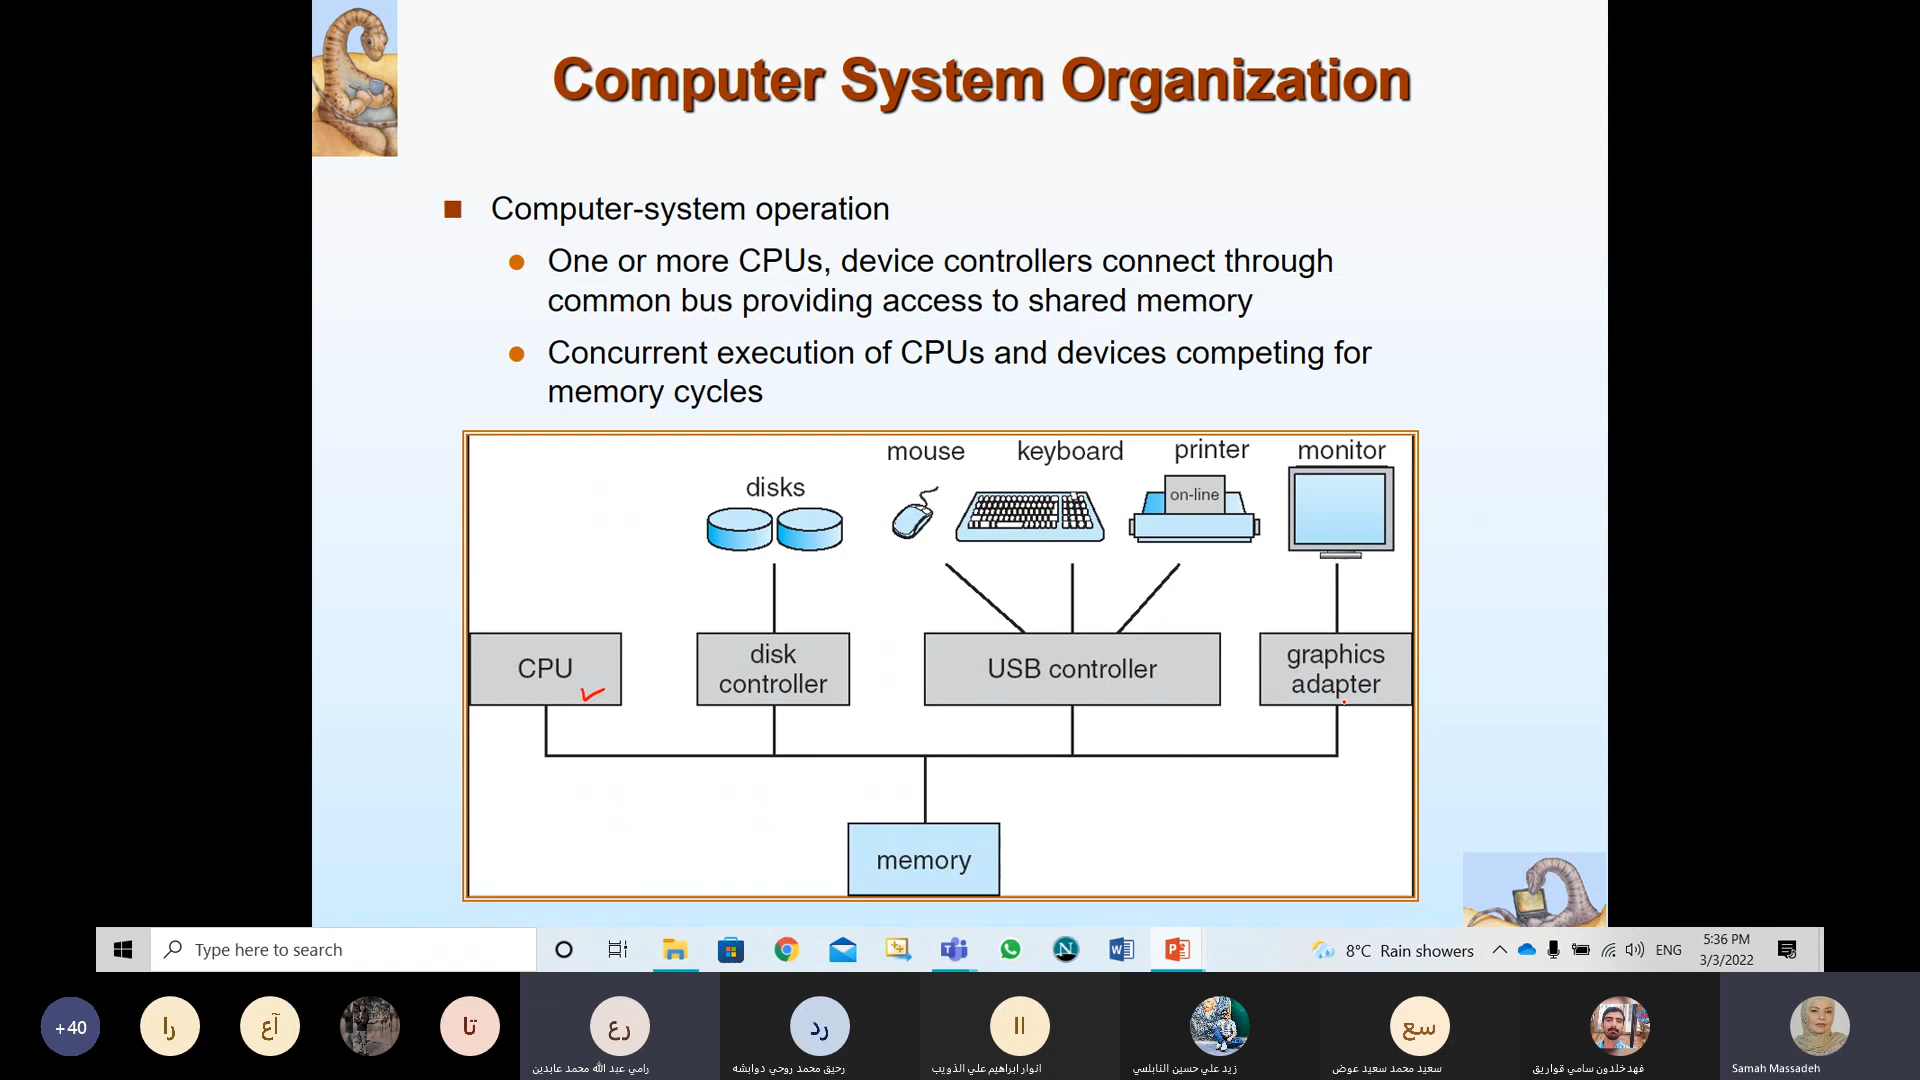 Computer System Organization
Computer-system operation
One or more CPUs, device controllers connect through
common bus providing access to shared memory
Concurrent execution of CPUs and devices competing for
memory cycles
mouse
keyboard
printer
monitor
disks
on-line
CPU
disk
controller
USB controller
graphics
adapter
memory
Type here to search
8°C Rain showers
ENG
5:36 PM
3/3/2022
+40
را
آع
تا
رع
رد
اا
سع
رامي عبد الله محمد عابدين
رحيق محمد روحي دوابشه
انوار ابراهيم علي الذويب
زيد علي حسين النابلسي
سعيد محمد سعيد عوض
فهدخلدون سامي قواريق
Samah Massadeh